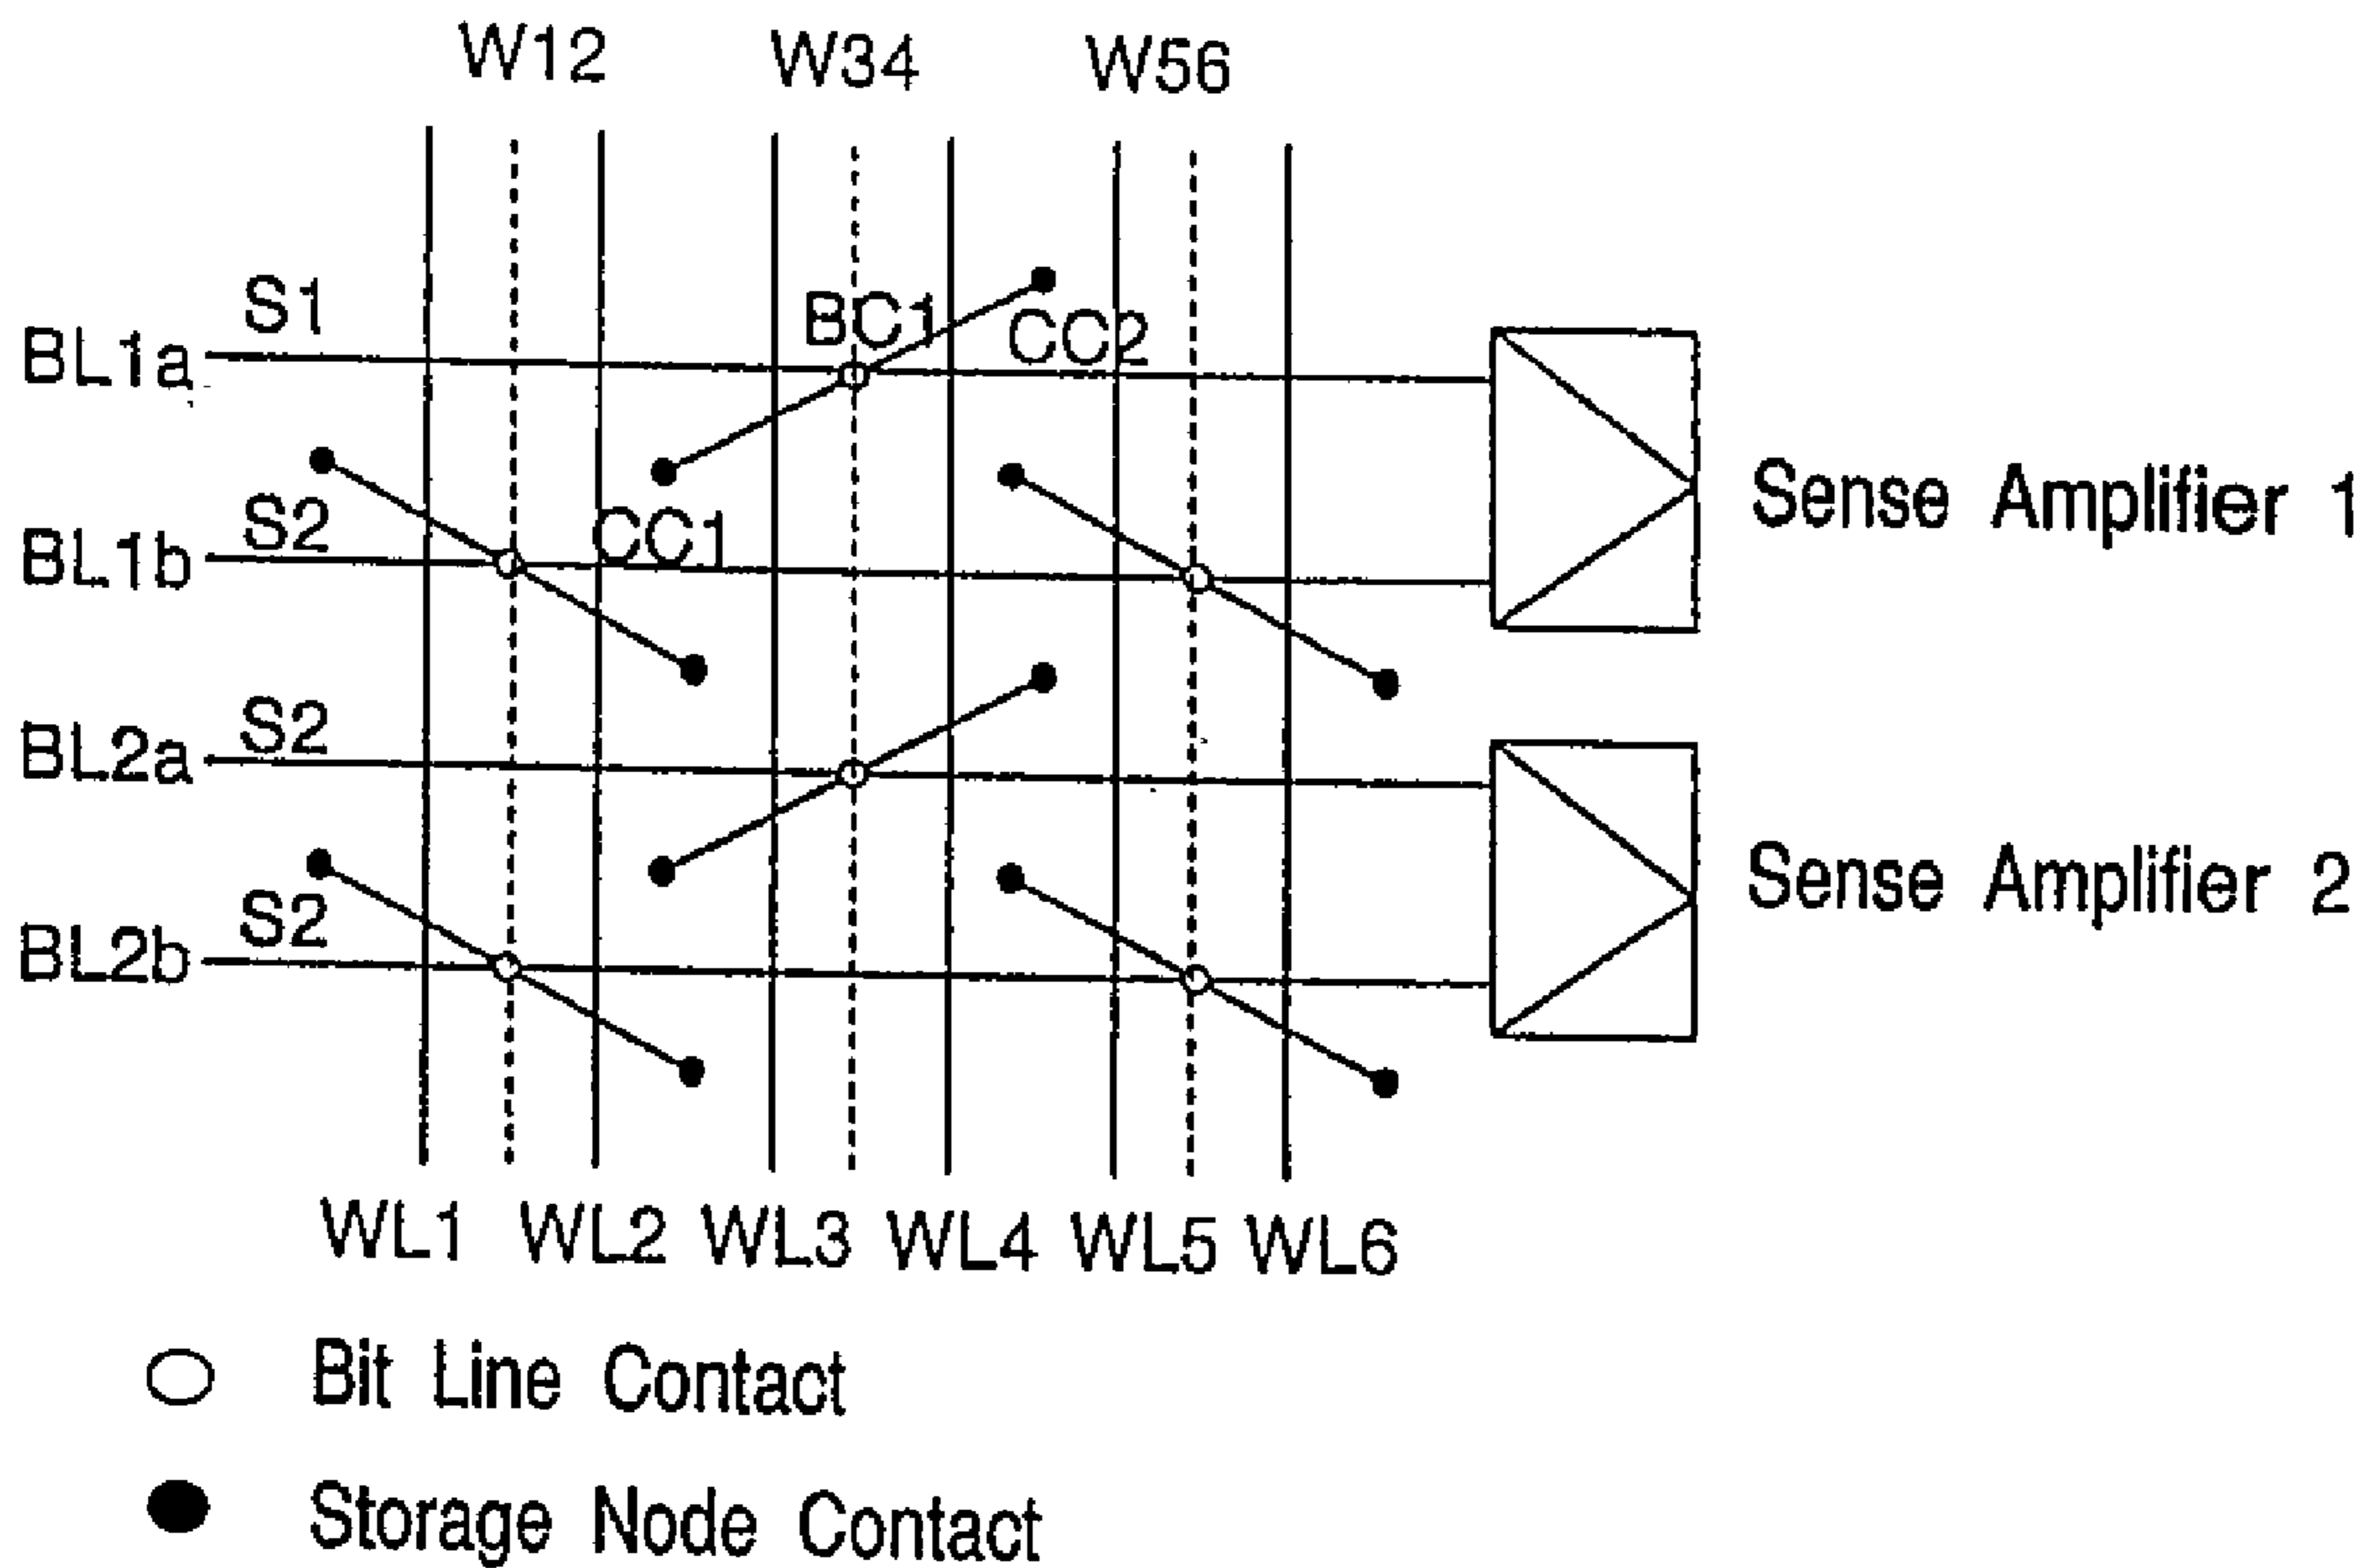 W12 W34 W56
S1
BL1a
BC1
CC2
S2
BL1b
CC1
Sense Amplifier 1
S2
BL2a
S2
BL2b
Sense Amplifier 2
WL1 WL2 WL3 WL4 WL5 WL6
Bit Line Contact
Storage Node Contact